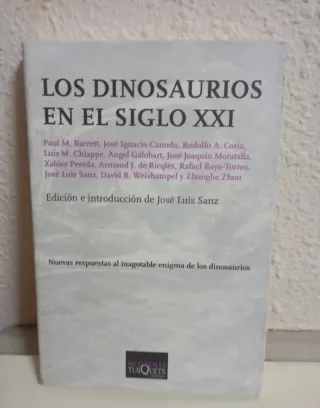 LOS DINOSAURIOS
EN EL SIGLO XXI
Paul M. Barrett, José Ignacio Canudo, Rodolfo A. Coria,
Luis M. Chiappe, Àngel Galobart, José Joaquín Moratalla,
Xabier Pereda, Armand J. de Ricqlès, Rafael Royo-Torres,
José Luis Sanz, David B. Weishampel y Zhonghe Zhou
Edición e introducción de José Luis Sanz
Nuevas respuestas al inagotable enigma de los dinosaurios
METATEMAS
TUSQUETS